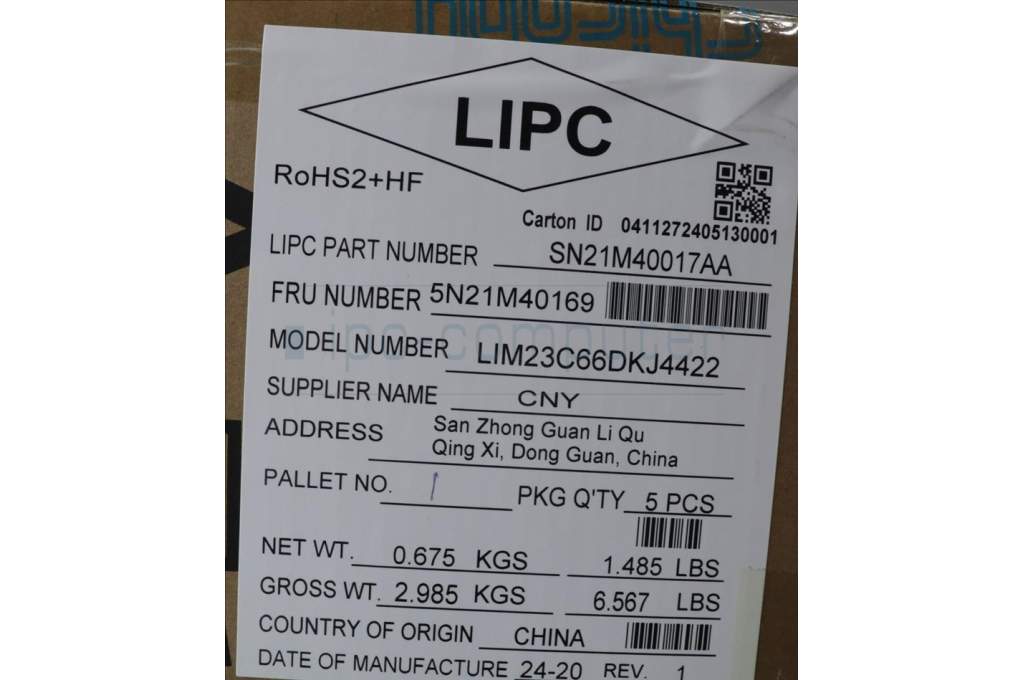 LIPC
RoHS2+HF
Carton ID 0411272405130001
LIPC PART NUMBER SN21M40017AA
FRU NUMBER 5N21M40169
MODEL NUMBER LIM23C66DKJ4422
ipc computer
SUPPLIER NAME CNY
ADDRESS San Zhong Guan Li Qu
Qing Xi, Dong Guan, China
PALLET NO. 1 PKG Q'TY 5 PCS
NET WT. 0.675 KGS 1.485 LBS
GROSS WT. 2.985 KGS 6.567 LBS
COUNTRY OF ORIGIN CHINA
DATE OF MANUFACTURE 24-20 REV. 1